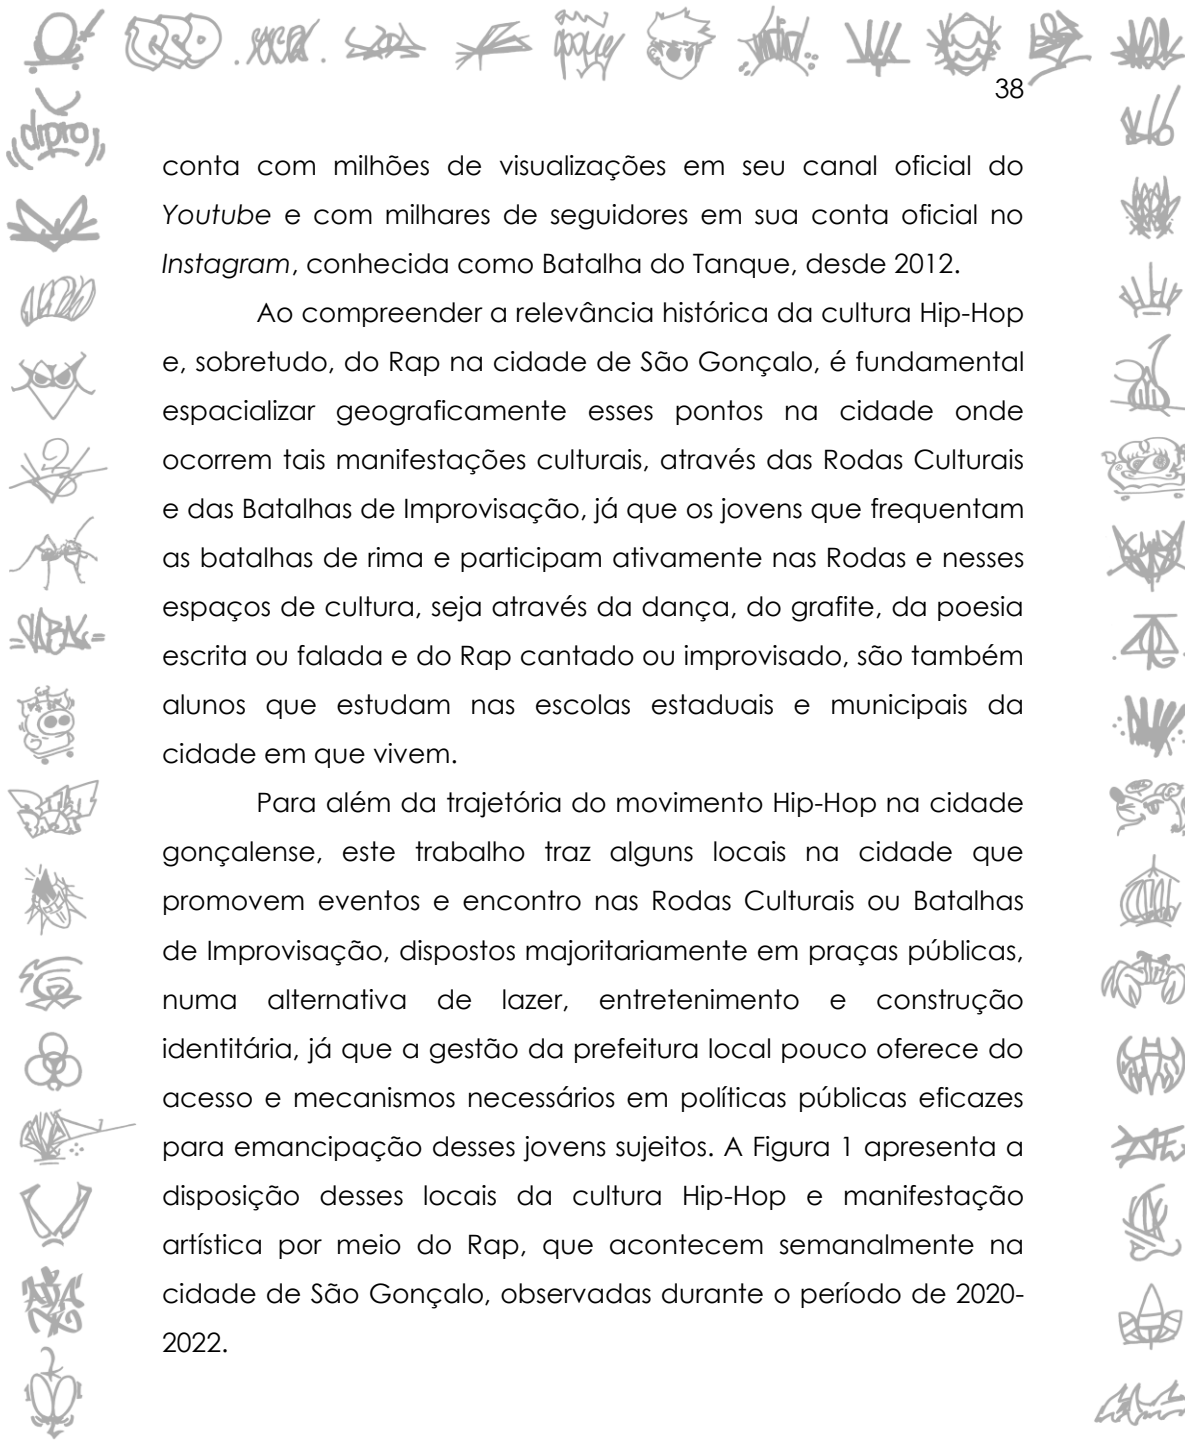 38
drpro
conta com milhões de visualizações em seu canal oficial do
Youtube e com milhares de seguidores em sua conta oficial no
Instagram, conhecida como Batalha do Tanque, desde 2012.
Ao compreender a relevância histórica da cultura Hip-Hop
e, sobretudo, do Rap na cidade de São Gonçalo, é fundamental
espacializar geograficamente esses pontos na cidade onde
ocorrem tais manifestações culturais, através das Rodas Culturais
e das Batalhas de Improvisação, já que os jovens que frequentam
as batalhas de rima e participam ativamente nas Rodas e nesses
espaços de cultura, seja através da dança, do grafite, da poesia
escrita ou falada e do Rap cantado ou improvisado, são também
alunos que estudam nas escolas estaduais e municipais da
cidade em que vivem.
Para além da trajetória do movimento Hip-Hop na cidade
gonçalense, este trabalho traz alguns locais na cidade que
promovem eventos e encontro nas Rodas Culturais ou Batalhas
de Improvisação, dispostos majoritariamente em praças públicas,
numa alternativa de lazer, entretenimento e construção
identitária, já que a gestão da prefeitura local pouco oferece do
acesso e mecanismos necessários em políticas públicas eficazes
para emancipação desses jovens sujeitos. A Figura 1 apresenta a
disposição desses locais da cultura Hip-Hop e manifestação
artística por meio do Rap, que acontecem semanalmente na
cidade de São Gonçalo, observadas durante o período de 2020-
2022.